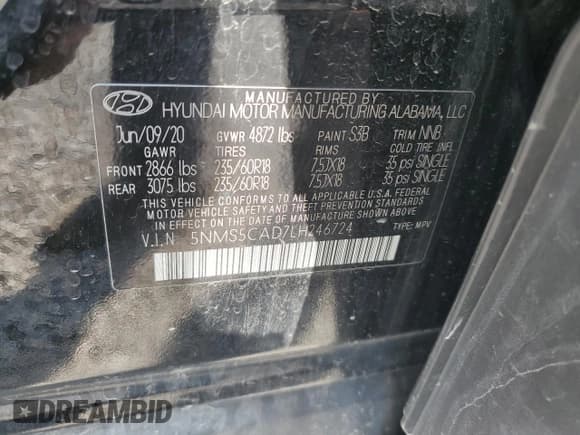 MANUFACTURED BY
HYUNDAI MOTOR MANUFACTURING ALABAMA, LLC
Jun/09/20 GVWR 4872 lbs PAINT S3B TRIM NNB
GAWR TIRES RIMS COLD TIRE INFL
FRONT 2866 lbs 235/60R18 7.5JX18 35 psi SINGLE
REAR 3075 lbs 235/60R18 7.5JX18 35 psi SINGLE
THIS VEHICLE CONFORMS TO ALL APPLICABLE U.S.A. FEDERAL
MOTOR VEHICLE SAFETY AND THEFT PREVENTION STANDARDS
IN EFFECT ON THE DATE OF MANUFACTURE SHOWN ABOVE
V.I.N 5NMS5CAD7LH246724 TYPE: MPV
DREAMBID